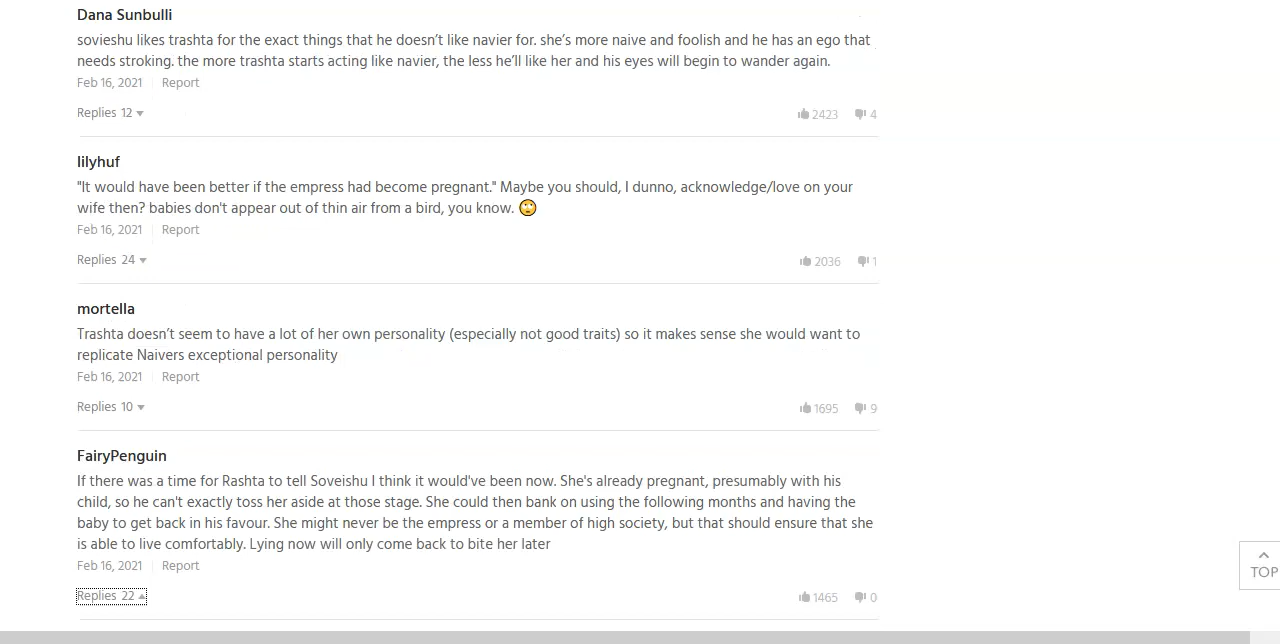 Dana Sunbulli
sovieshu likes trashta for the exact things that he doesn’t like navier for. she’s more naive and foolish and he has an ego that
needs stroking. the more trashta starts acting like navier, the less he’ll like her and his eyes will begin to wander again.
Feb 16, 2021 Report
Replies 12 2423 4
lilyhuf
"It would have been better if the empress had become pregnant." Maybe you should, I dunno, acknowledge/love on your
wife then? babies don't appear out of thin air from a bird, you know. 🙄
Feb 16, 2021 Report
Replies 24 2036 1
mortella
Trashta doesn’t seem to have a lot of her own personality (especially not good traits) so it makes sense she would want to
replicate Naivers exceptional personality
Feb 16, 2021 Report
Replies 10 1695 9
FairyPenguin
If there was a time for Rashta to tell Soveishu I think it would've been now. She's already pregnant, presumably with his
child, so he can't exactly toss her aside at those stage. She could then bank on using the following months and having the
baby to get back in his favour. She might never be the empress or a member of high society, but that should ensure that she
is able to live comfortably. Lying now will only come back to bite her later
Feb 16, 2021 Report
Replies 22 1465 0
TOP